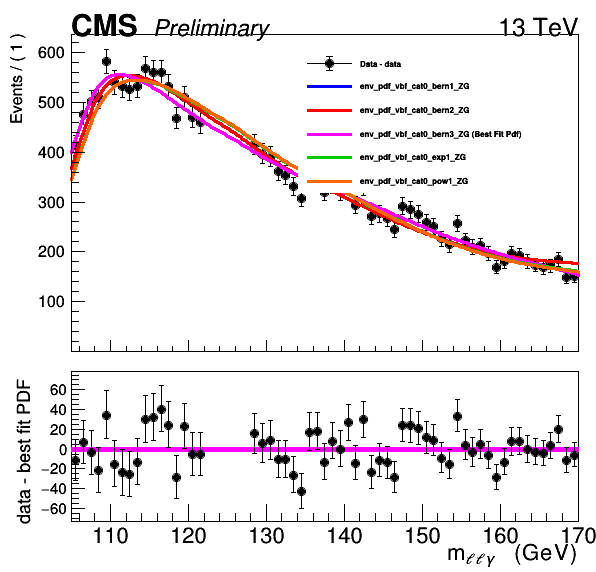 CMS Preliminary 13 TeV
Events / ( 1 )
600
500
400
300
200
100
Data - data
env_pdf_vbf_cat0_bern1_ZG
env_pdf_vbf_cat0_bern2_ZG
env_pdf_vbf_cat0_bern3_ZG (Best Fit Pdf)
env_pdf_vbf_cat0_exp1_ZG
env_pdf_vbf_cat0_pow1_ZG
data - best fit PDF
60
40
20
0
−20
−40
−60
110 120 130 140 150 160 170
mℓℓγ (GeV)